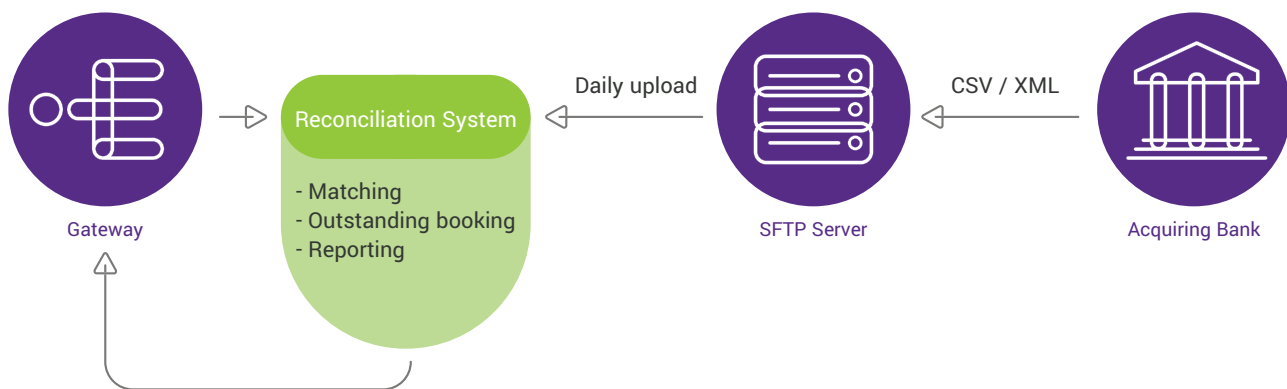 Gateway
Reconciliation System
- Matching
- Outstanding booking
- Reporting
Daily upload
SFTP Server
CSV / XML
Acquiring Bank